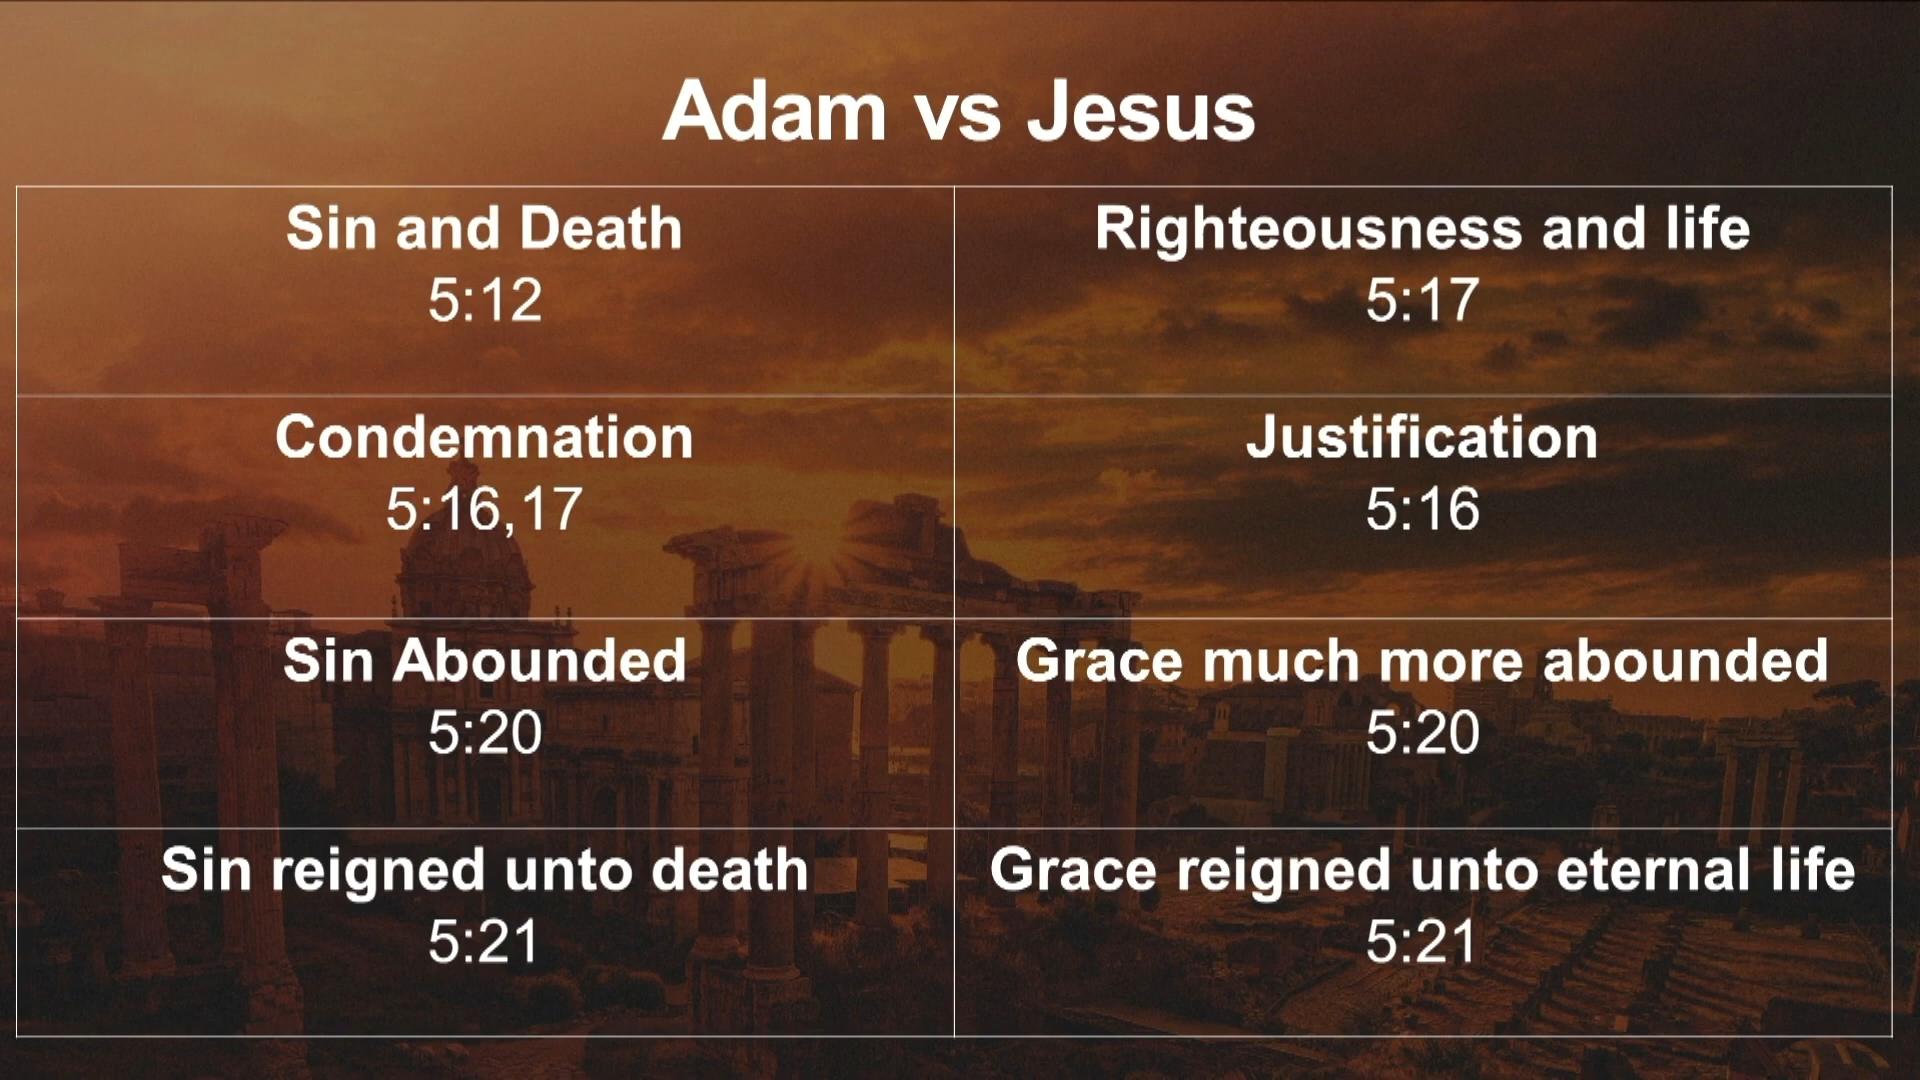 Adam vs Jesus
Sin and Death
5:12
Righteousness and life
5:17
Condemnation
5:16,17
Justification
5:16
Sin Abounded
5:20
Grace much more abounded
5:20
Sin reigned unto death
5:21
Grace reigned unto eternal life
5:21